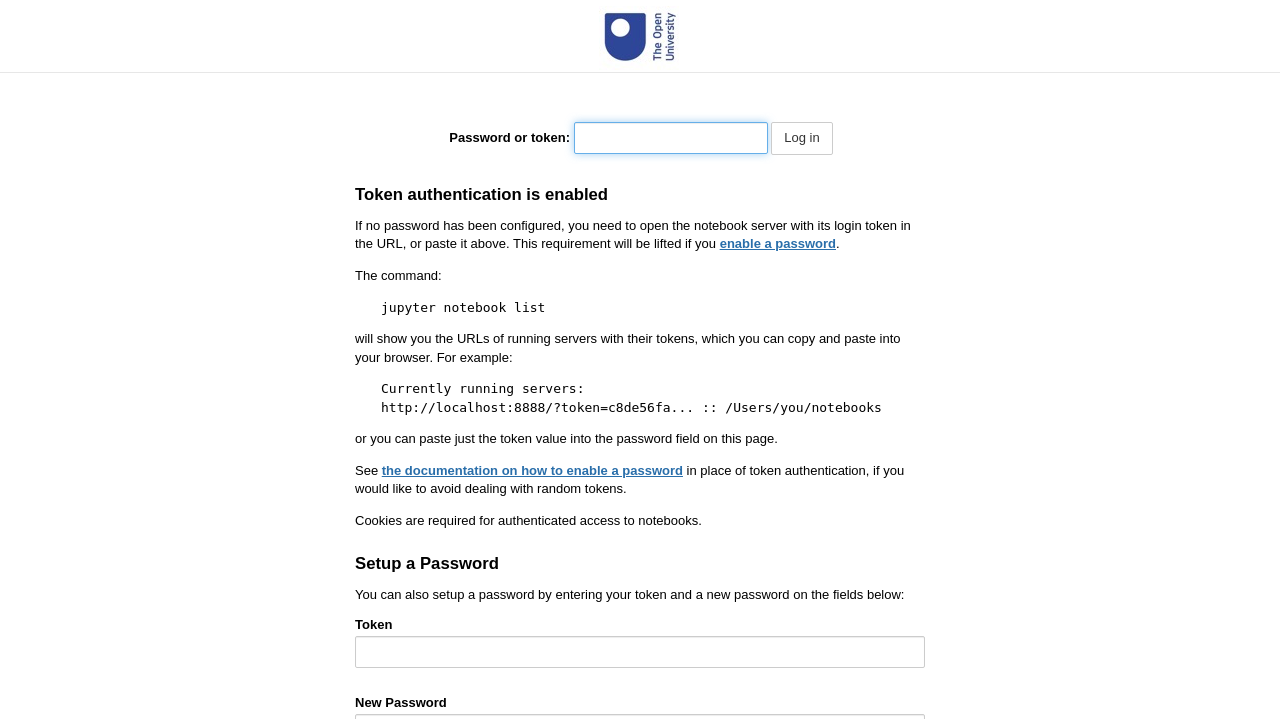 The Open
University
Password or token:
Log in
Token authentication is enabled
If no password has been configured, you need to open the notebook server with its login token in
the URL, or paste it above. This requirement will be lifted if you enable a password.
The command:
jupyter notebook list
will show you the URLs of running servers with their tokens, which you can copy and paste into
your browser. For example:
Currently running servers:
http://localhost:8888/?token=c8de56fa... :: /Users/you/notebooks
or you can paste just the token value into the password field on this page.
See the documentation on how to enable a password in place of token authentication, if you
would like to avoid dealing with random tokens.
Cookies are required for authenticated access to notebooks.
Setup a Password
You can also setup a password by entering your token and a new password on the fields below:
Token
New Password